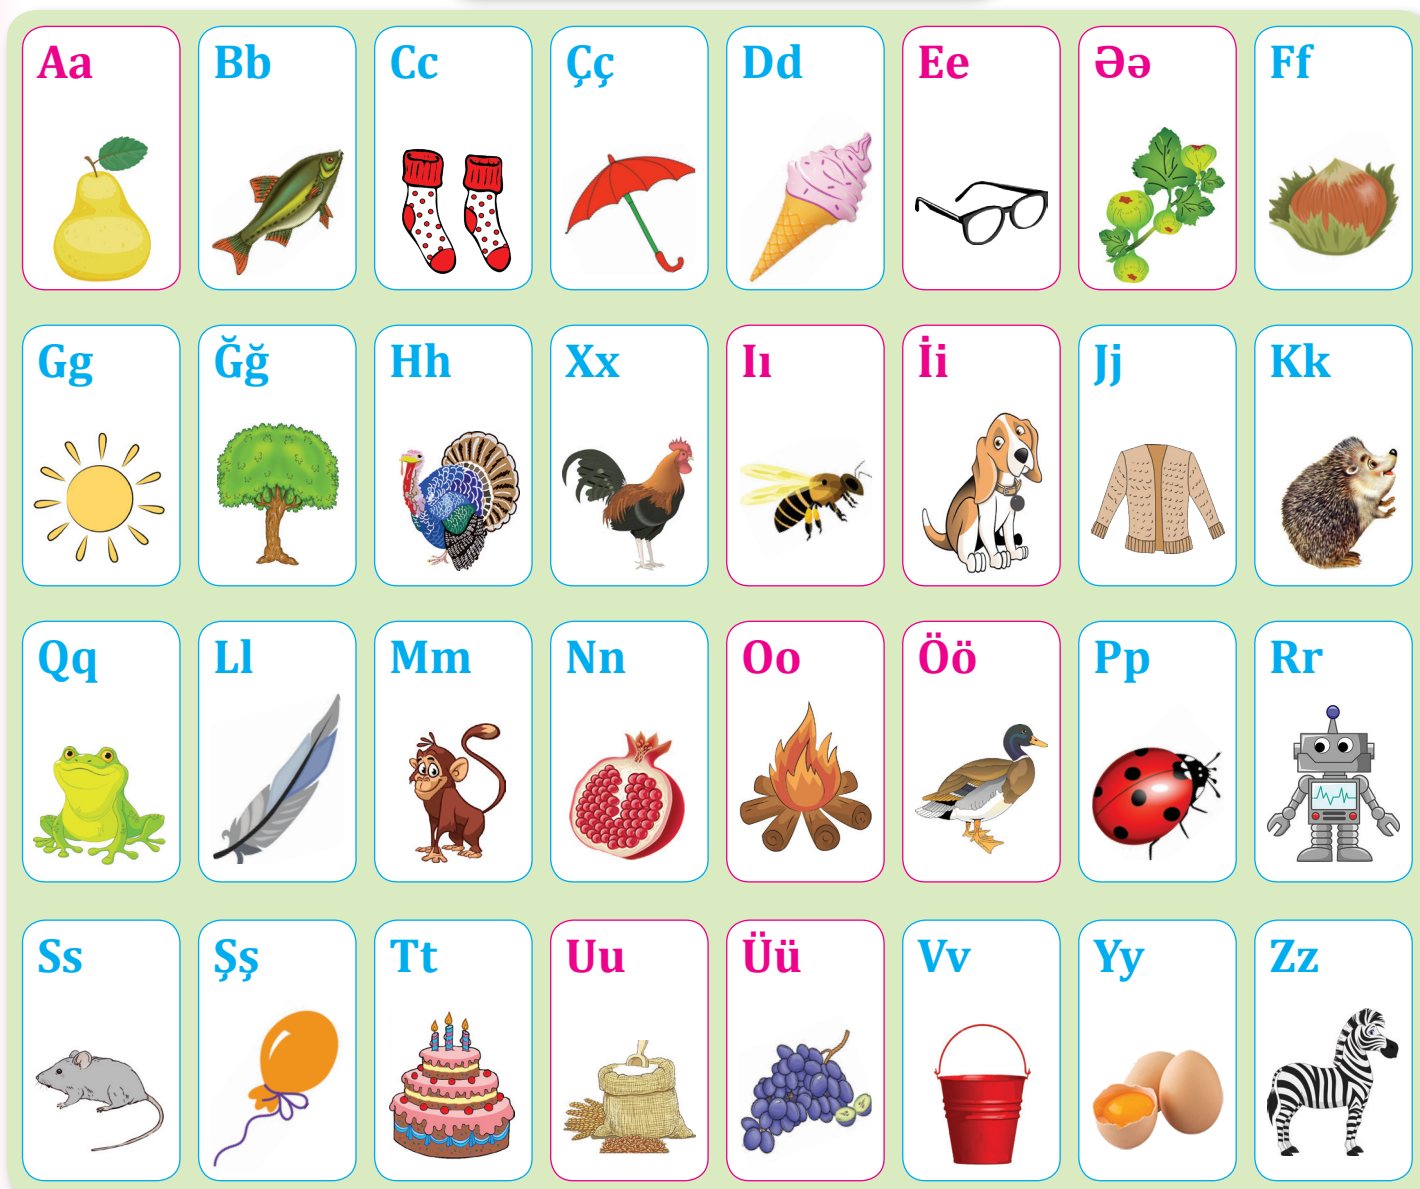 Aa Bb Cc Çç Dd Ee Əə Ff
Gg Ğğ Hh Xx Iı İi Jj Kk
Qq Ll Mm Nn Oo Öö Pp Rr
Ss Şş Tt Uu Üü Vv Yy Zz